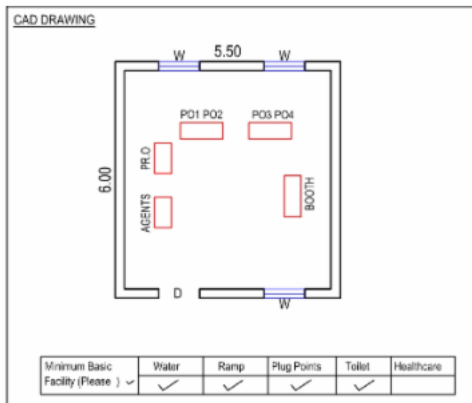 CAD DRAWING
W 5.50 W
PO1 PO2 PO3 PO4
PR.O
6.00
AGENTS
BOOTH
D W
Minimum Basic Water Ramp Plug Points Toilet Healthcare
Facility (Please ) ✓ ✓ ✓ ✓ ✓